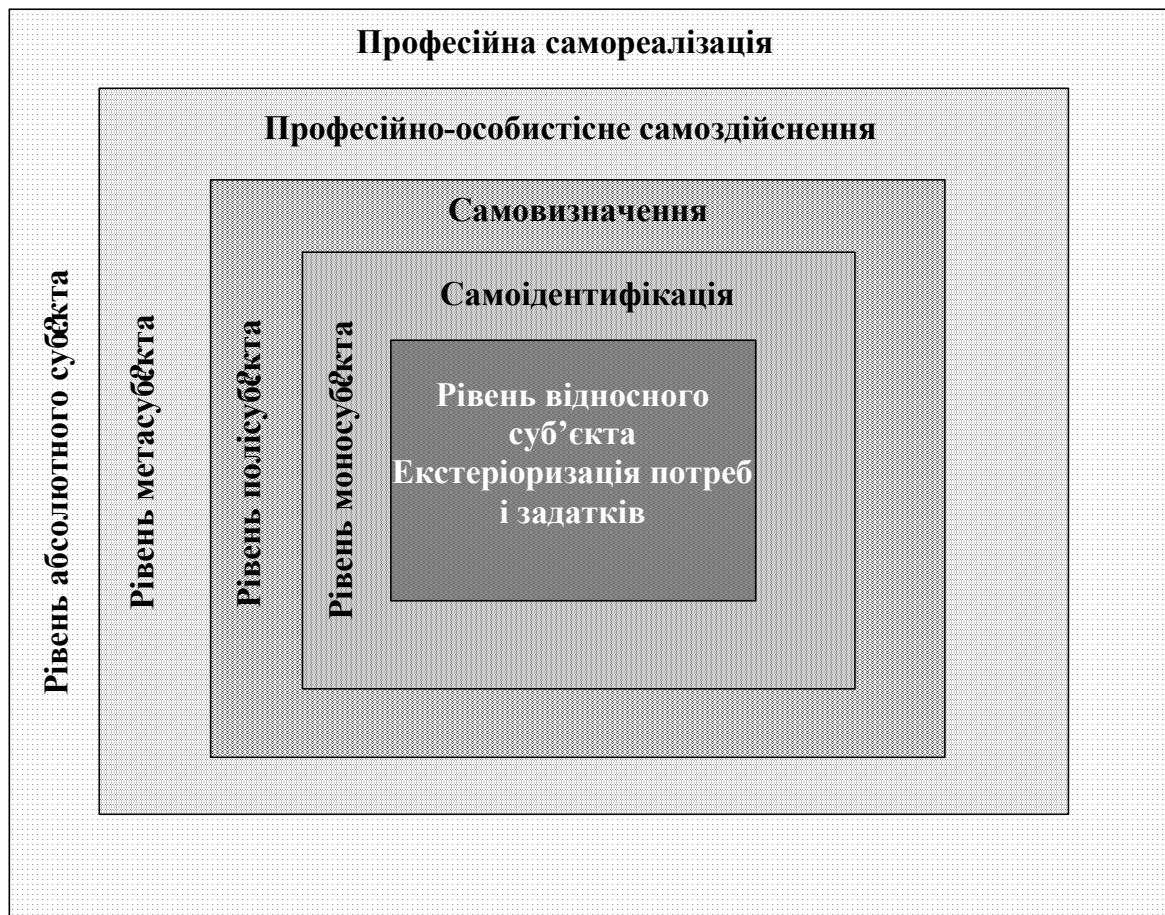 Професійна самореалізація
Професійно-особистісне самоздійснення
Самовизначення
Самоідентифікація
Рівень відносного
суб’єкта
Екстеріоризація потреб
і задатків
Рівень абсолютного суб’єкта
Рівень метасуб’єкта
Рівень полісуб’єкта
Рівень моносуб’єкта